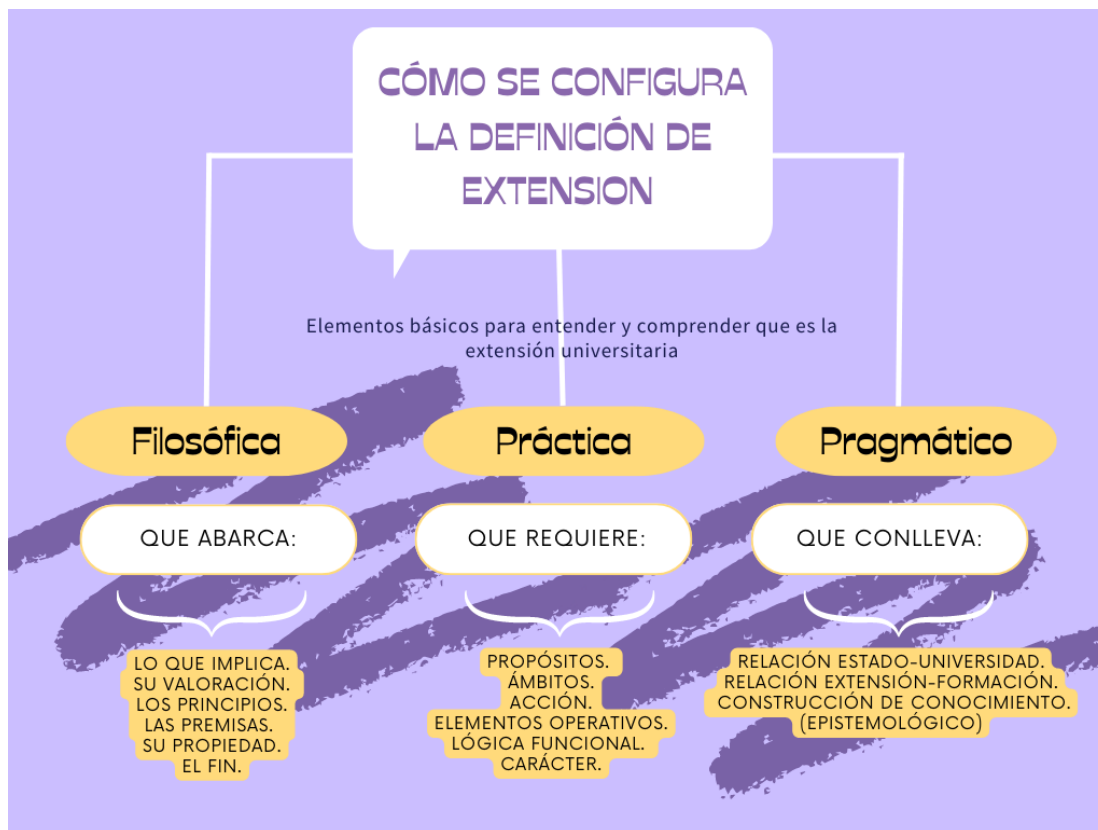 CÓMO SE CONFIGURA
LA DEFINICIÓN DE
EXTENSION
Elementos básicos para entender y comprender que es la
extensión universitaria
Filosófica
QUE ABARCA:
LO QUE IMPLICA.
SU VALORACIÓN.
LOS PRINCIPIOS.
LAS PREMISAS.
SU PROPIEDAD.
EL FIN.
Práctica
QUE REQUIERE:
PROPÓSITOS.
ÁMBITOS.
ACCIÓN.
ELEMENTOS OPERATIVOS.
LÓGICA FUNCIONAL.
CARÁCTER.
Pragmático
QUE CONLLEVA:
RELACIÓN ESTADO-UNIVERSIDAD.
RELACIÓN EXTENSIÓN-FORMACIÓN.
CONSTRUCCIÓN DE CONOCIMIENTO.
(EPISTEMOLÓGICO)